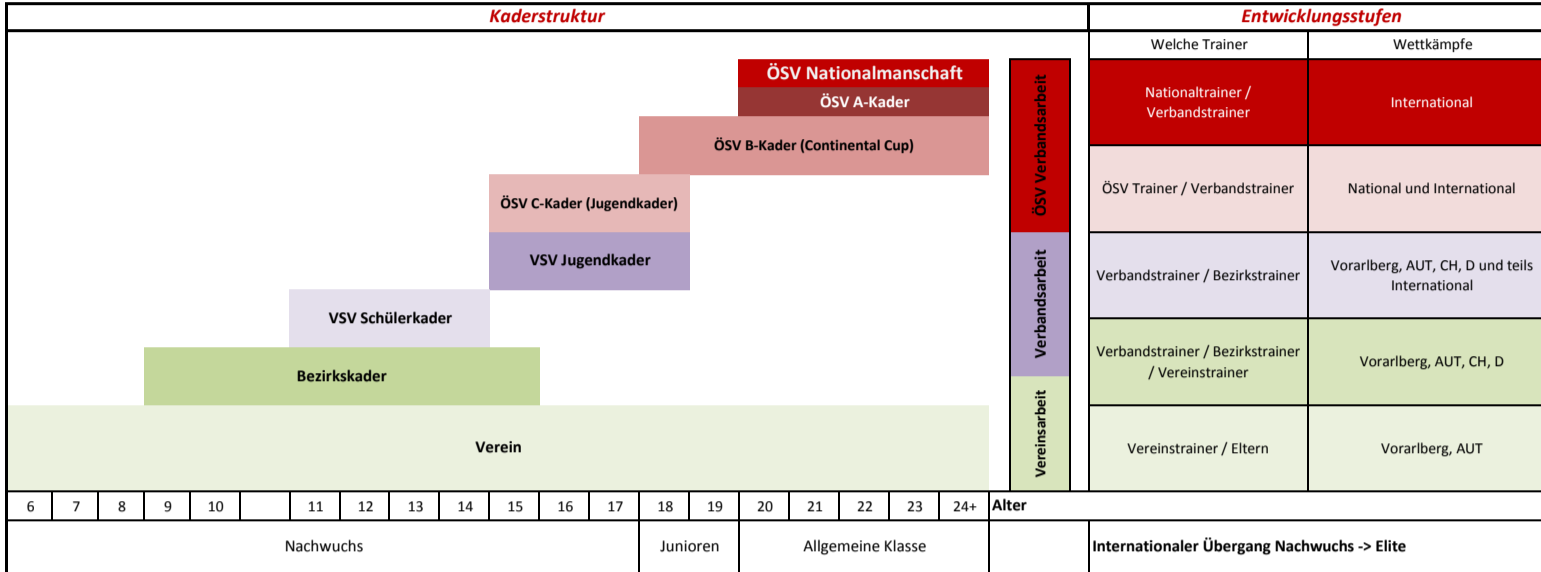 Kaderstruktur
Entwicklungsstufen
Welche Trainer
Wettkämpfe
ÖSV Nationalmanschaft
ÖSV A-Kader
ÖSV B-Kader (Continental Cup)
ÖSV C-Kader (Jugendkader)
VSV Jugendkader
VSV Schülerkader
Bezirkskader
Verein
ÖSV Verbandsarbeit
Verbandsarbeit
Vereinsarbeit
Nationaltrainer /
Verbandstrainer
International
ÖSV Trainer / Verbandstrainer
National und International
Verbandstrainer / Bezirkstrainer
Vorarlberg, AUT, CH, D und teils
International
Verbandstrainer / Bezirkstrainer
/ Vereinstrainer
Vorarlberg, AUT, CH, D
Vereinstrainer / Eltern
Vorarlberg, AUT
6 7 8 9 10 11 12 13 14 15 16 17 18 19 20 21 22 23 24+ Alter
Nachwuchs
Junioren
Allgemeine Klasse
Internationaler Übergang Nachwuchs -> Elite